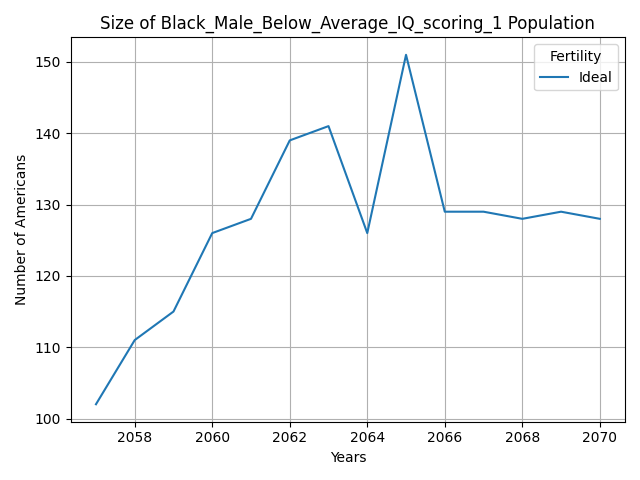 Size of Black_Male_Below_Average_IQ_scoring_1 Population
Fertility
Ideal
150
140
130
120
110
100
Number of Americans
2058 2060 2062 2064 2066 2068 2070
Years